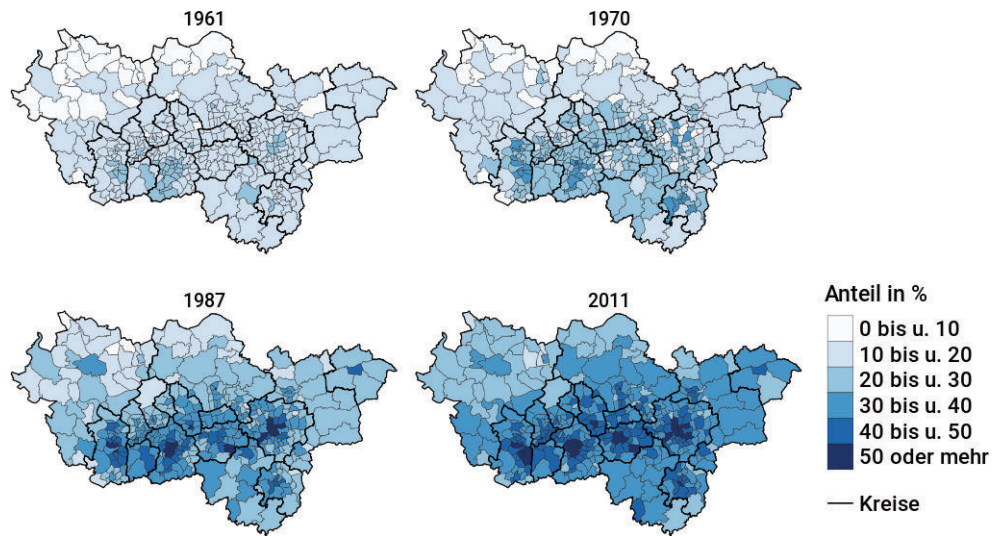 1961
1970
1987
2011
Anteil in %
0 bis u. 10
10 bis u. 20
20 bis u. 30
30 bis u. 40
40 bis u. 50
50 oder mehr
Kreise